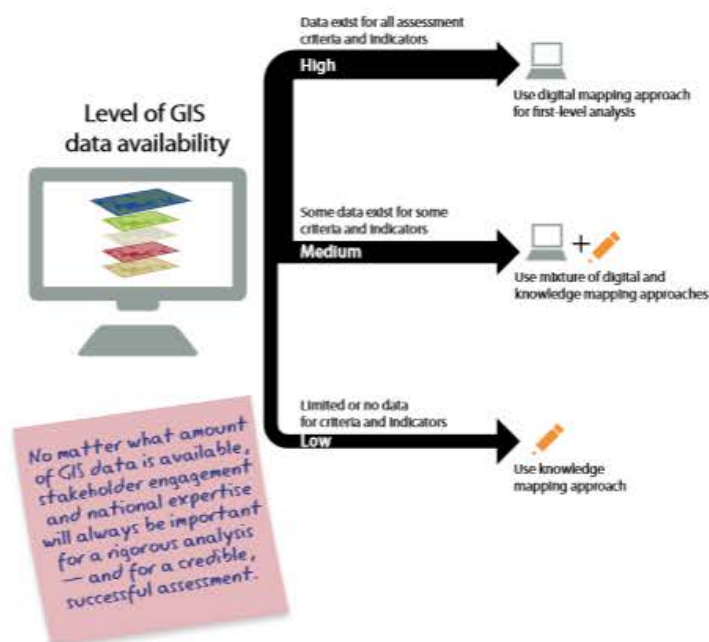 Level of GIS
data availability
Data exist for all assessment
criteria and indicators
High
Use digital mapping approach
for first-level analysis
Some data exist for some
criteria and indicators
Medium
+
Use mixture of digital and
knowledge mapping approaches
Limited or no data
for criteria and indicators
Low
Use knowledge
mapping approach
No matter what amount
of GIS data is available,
stakeholder engagement
and national expertise
will always be important
for a rigorous analysis
— and for a credible,
successful assessment.